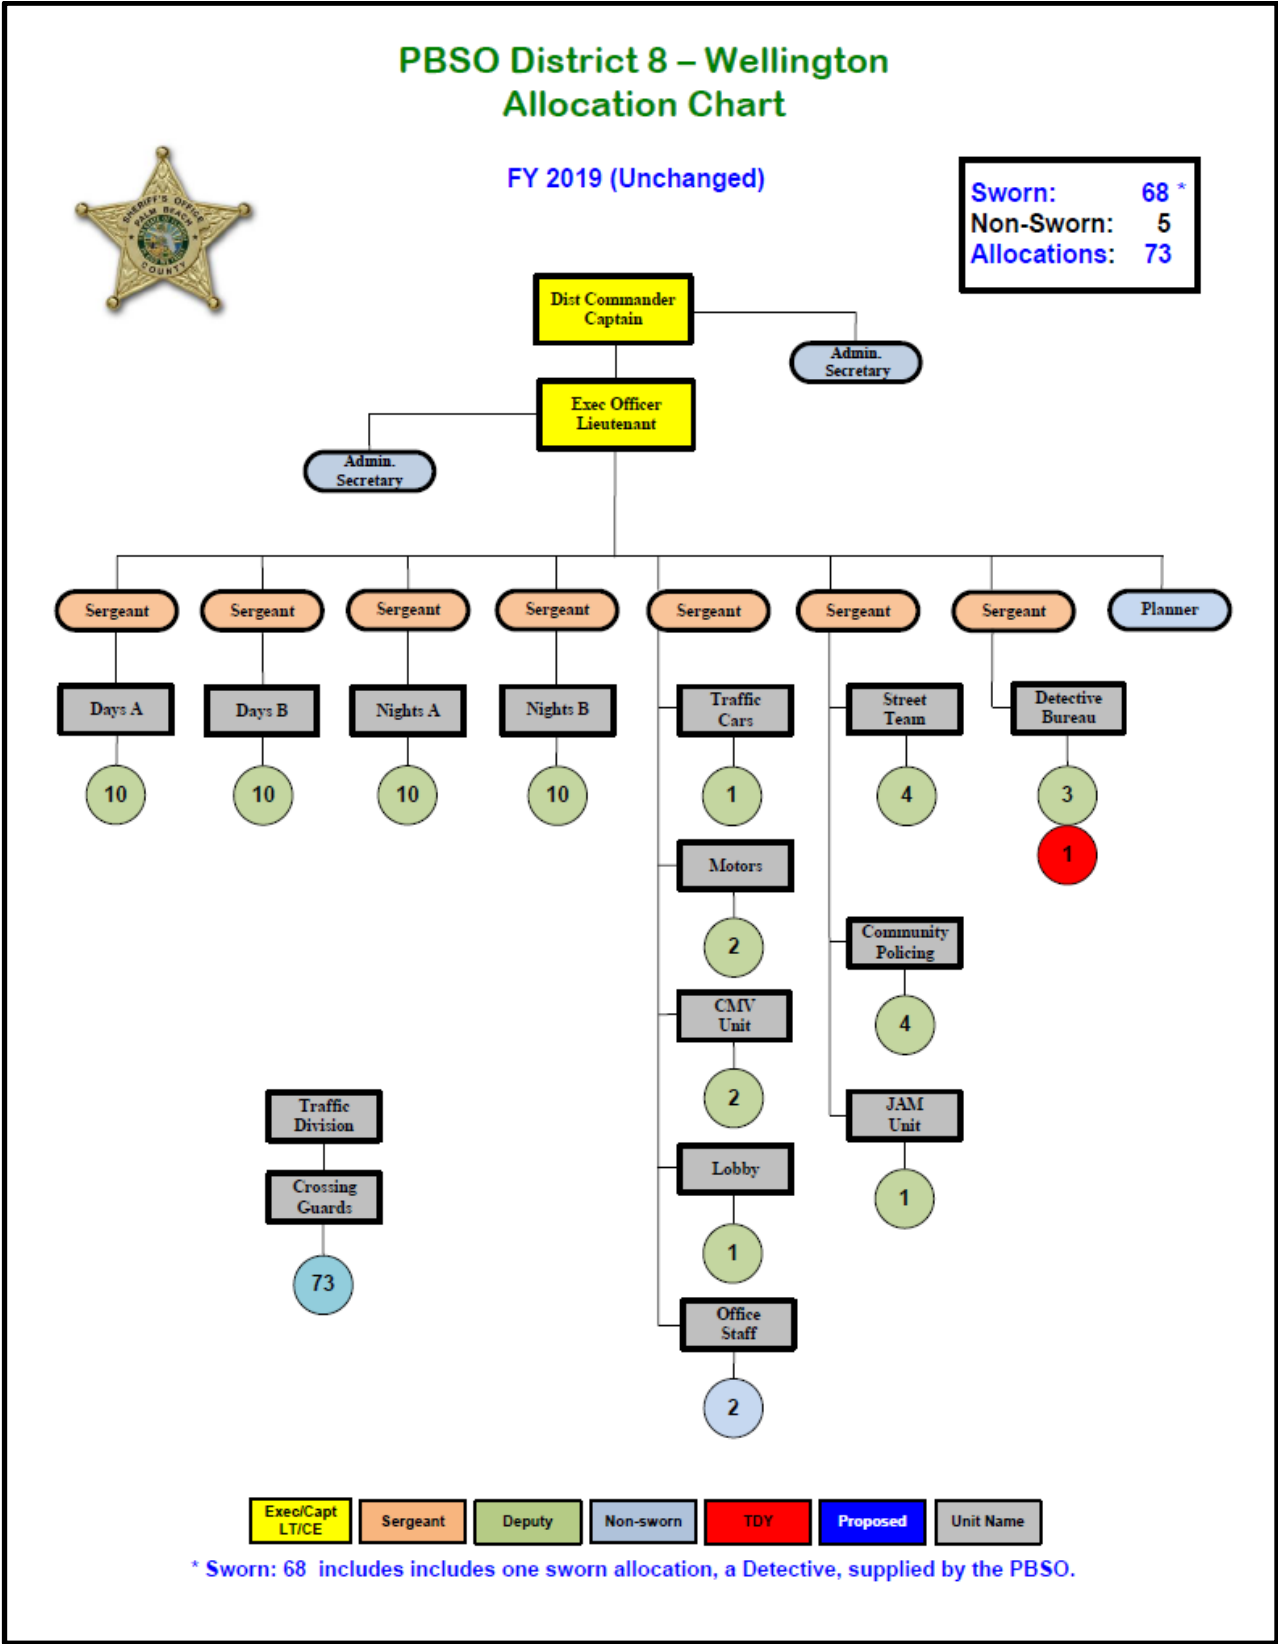 PBSO District 8 – Wellington
Allocation Chart
FY 2019 (Unchanged)
SHERIFF'S OFFICE
PALM BEACH
COUNTY
Sworn: 68 *
Non-Sworn: 5
Allocations: 73
Dist Commander
Captain
Admin.
Secretary
Exec Officer
Lieutenant
Admin.
Secretary
Sergeant
Sergeant
Sergeant
Sergeant
Sergeant
Sergeant
Sergeant
Planner
Days A
Days B
Nights A
Nights B
Traffic
Cars
Street
Team
Detective
Bureau
10
10
10
10
1
4
3
1
Motors
2
Community
Policing
4
CMV
Unit
2
Traffic
Division
JAM
Unit
1
Lobby
1
Crossing
Guards
73
Office
Staff
2
Exec/Capt
LT/CE
Sergeant
Deputy
Non-sworn
TDY
Proposed
Unit Name
* Sworn: 68 includes includes one sworn allocation, a Detective, supplied by the PBSO.